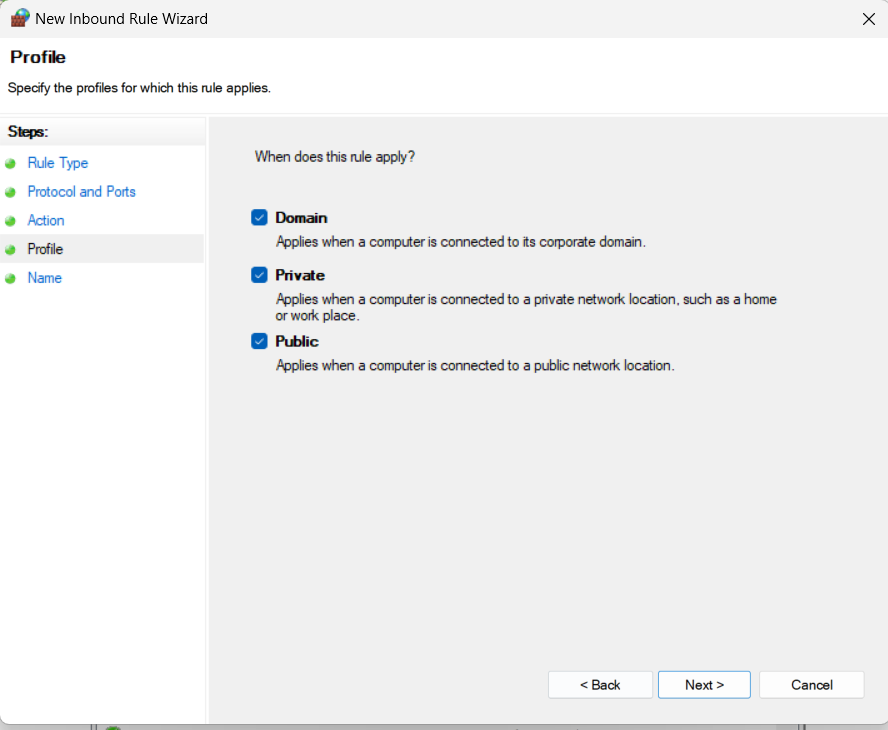 New Inbound Rule Wizard
Profile
Specify the profiles for which this rule applies.
Steps:
Rule Type
Protocol and Ports
Action
Profile
Name
When does this rule apply?
Domain
Applies when a computer is connected to its corporate domain.
Private
Applies when a computer is connected to a private network location, such as a home
or work place.
Public
Applies when a computer is connected to a public network location.
< Back
Next >
Cancel